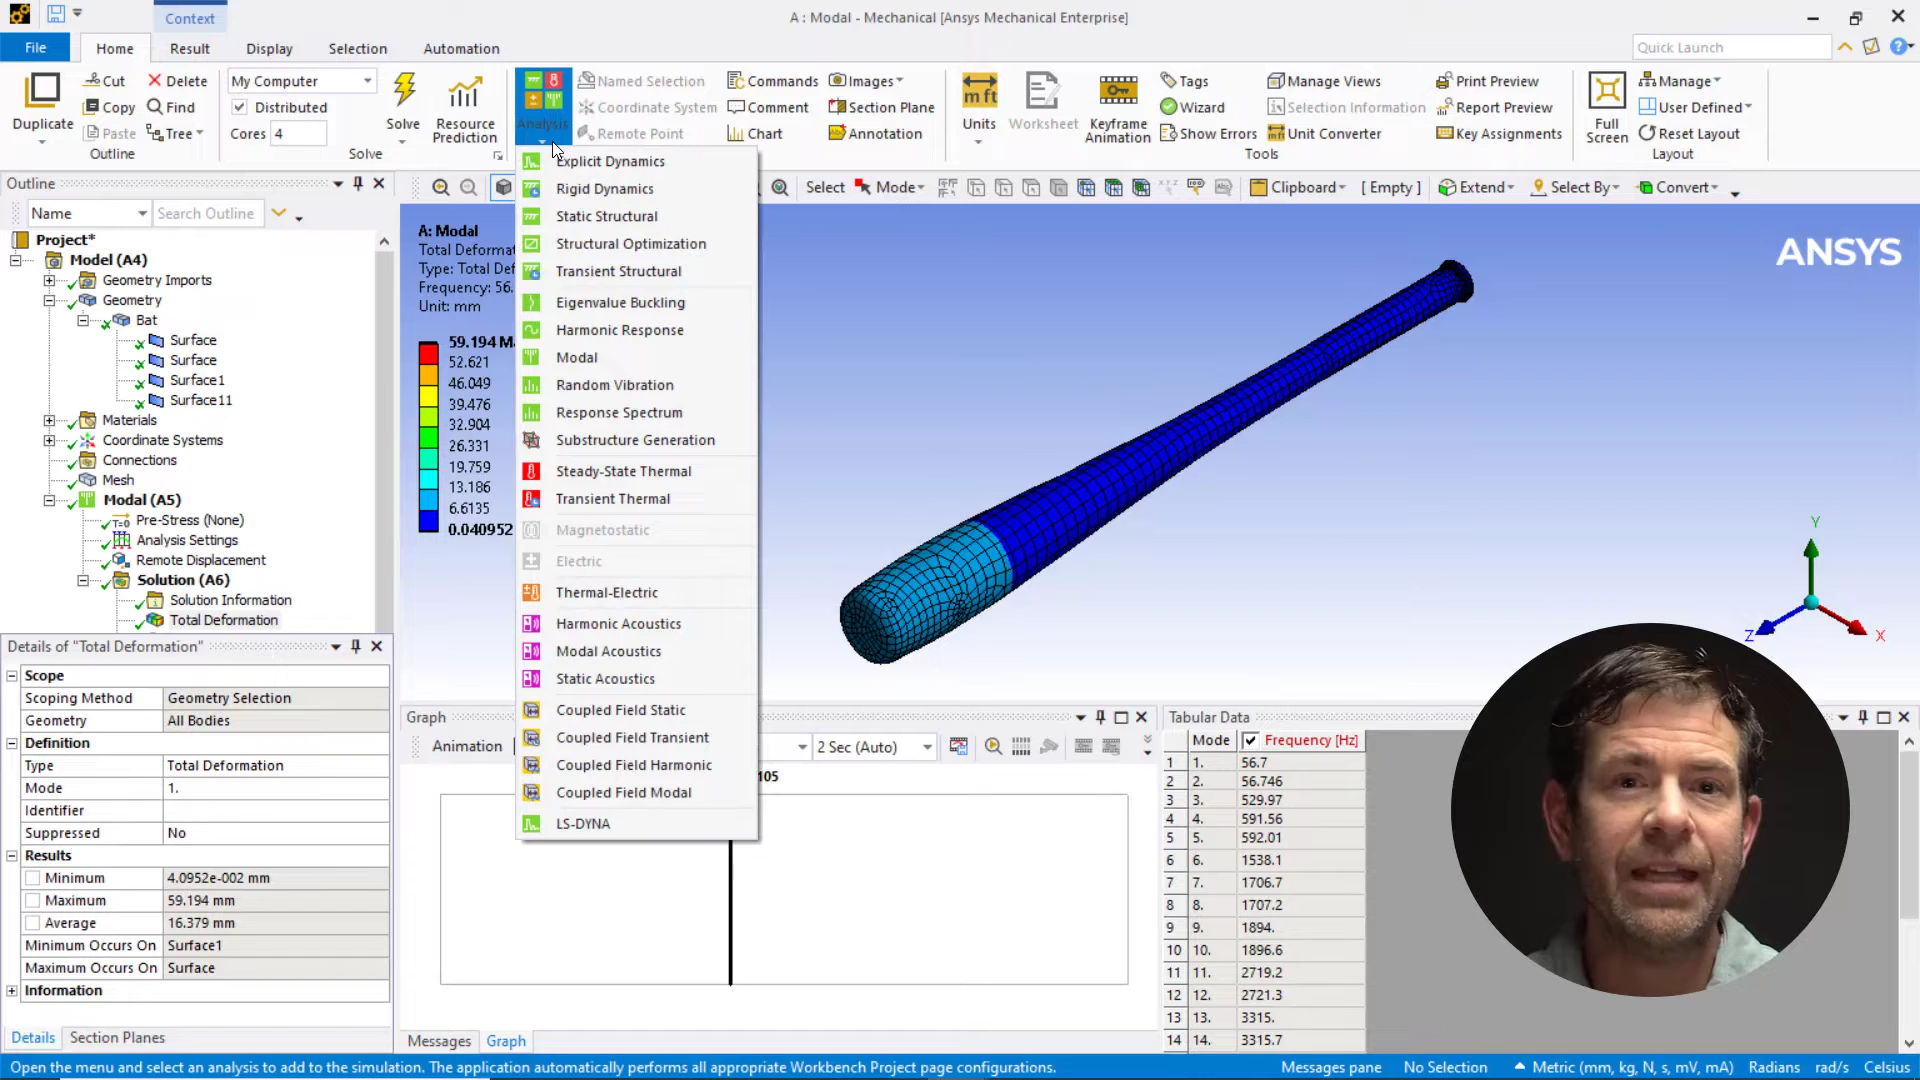 Context
A : Modal - Mechanical [Ansys Mechanical Enterprise]
File
Home
Result
Display
Selection
Automation
Quick Launch
Duplicate
Cut
Copy
Paste
Delete
Find
Tree
Outline
My Computer
Distributed
Cores 4
Solve
Resource
Prediction
Solve
Analysis
Named Selection
Coordinate System
Remote Point
Commands
Comment
Chart
Images
Section Plane
Annotation
mft
Units
Worksheet
Keyframe
Animation
Tags
Wizard
Show Errors
Manage Views
Selection Information
Unit Converter
Print Preview
Report Preview
Key Assignments
Tools
Full
Screen
Manage
User Defined
Reset Layout
Layout
Outline
Name
Search Outline
Project*
Model (A4)
Geometry Imports
Geometry
Bat
Surface
Surface
Surface1
Surface11
Materials
Coordinate Systems
Connections
Mesh
Modal (A5)
Pre-Stress (None)
Analysis Settings
Remote Displacement
Solution (A6)
Solution Information
Total Deformation
Details of "Total Deformation"
Scope
Scoping Method Geometry Selection
Geometry All Bodies
Definition
Type Total Deformation
Mode 1.
Identifier
Suppressed No
Results
Minimum 4.0952e-002 mm
Maximum 59.194 mm
Average 16.379 mm
Minimum Occurs On Surface1
Maximum Occurs On Surface
Information
Details
Section Planes
Select
Mode
Clipboard
[ Empty ]
Extend
Select By
Convert
A: Modal
Total Deformat
Type: Total Def
Frequency: 56.
Unit: mm
59.194 M
52.621
46.049
39.476
32.904
26.331
19.759
13.186
6.6135
0.040952
Explicit Dynamics
Rigid Dynamics
Static Structural
Structural Optimization
Transient Structural
Eigenvalue Buckling
Harmonic Response
Modal
Random Vibration
Response Spectrum
Substructure Generation
Steady-State Thermal
Transient Thermal
Magnetostatic
Electric
Thermal-Electric
Harmonic Acoustics
Modal Acoustics
Static Acoustics
Coupled Field Static
Coupled Field Transient
Coupled Field Harmonic
Coupled Field Modal
LS-DYNA
ANSYS
Y
Z
X
Graph
Animation
2 Sec (Auto)
105
Messages
Graph
Tabular Data
Mode Frequency [Hz]
1 1. 56.7
2 2. 56.746
3 3. 529.97
4 4. 591.56
5 5. 592.01
6 6. 1538.1
7 7. 1706.7
8 8. 1707.2
9 9. 1894.
10 10. 1896.6
11 11. 2719.2
12 12. 2721.3
13 13. 3315.
14 14. 3315.7
Open the menu and select an analysis to add to the simulation. The application automatically performs all appropriate Workbench Project page configurations.
Messages pane
No Selection
Metric (mm, kg, N, s, mV, mA)
Radians
rad/s
Celsius